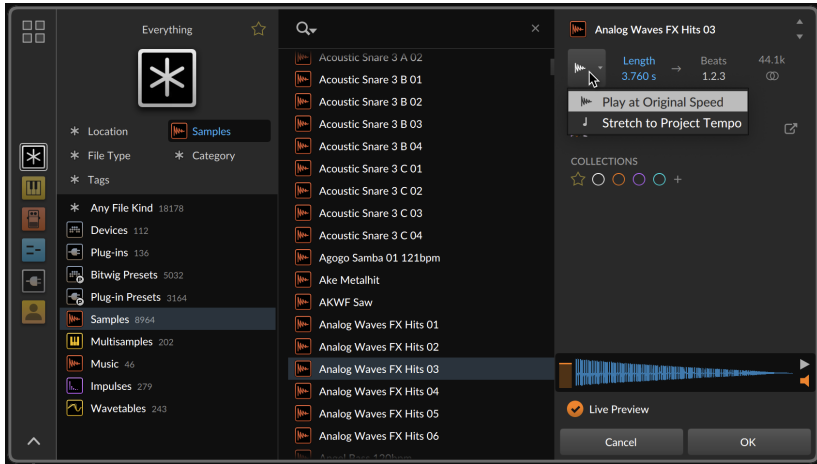 Everything
Location
Samples
File Type
Category
Tags
Any File Kind 18178
Devices 112
Plug-ins 136
Bitwig Presets 5032
Plug-in Presets 3164
Samples 8964
Multisamples 202
Music 46
Impulses 279
Wavetables 243
Acoustic Snare 3 A 02
Acoustic Snare 3 B 01
Acoustic Snare 3 B 02
Acoustic Snare 3 B 03
Acoustic Snare 3 B 04
Acoustic Snare 3 C 01
Acoustic Snare 3 C 02
Acoustic Snare 3 C 03
Acoustic Snare 3 C 04
Agogo Samba 01 121bpm
Ake Metalhit
AKWF Saw
Analog Waves FX Hits 01
Analog Waves FX Hits 02
Analog Waves FX Hits 03
Analog Waves FX Hits 04
Analog Waves FX Hits 05
Analog Waves FX Hits 06
Angel Bass 120bpm
Analog Waves FX Hits 03
Length → Beats 44.1k
3.760 s 1.2.3
Play at Original Speed
Stretch to Project Tempo
COLLECTIONS
Live Preview
Cancel
OK